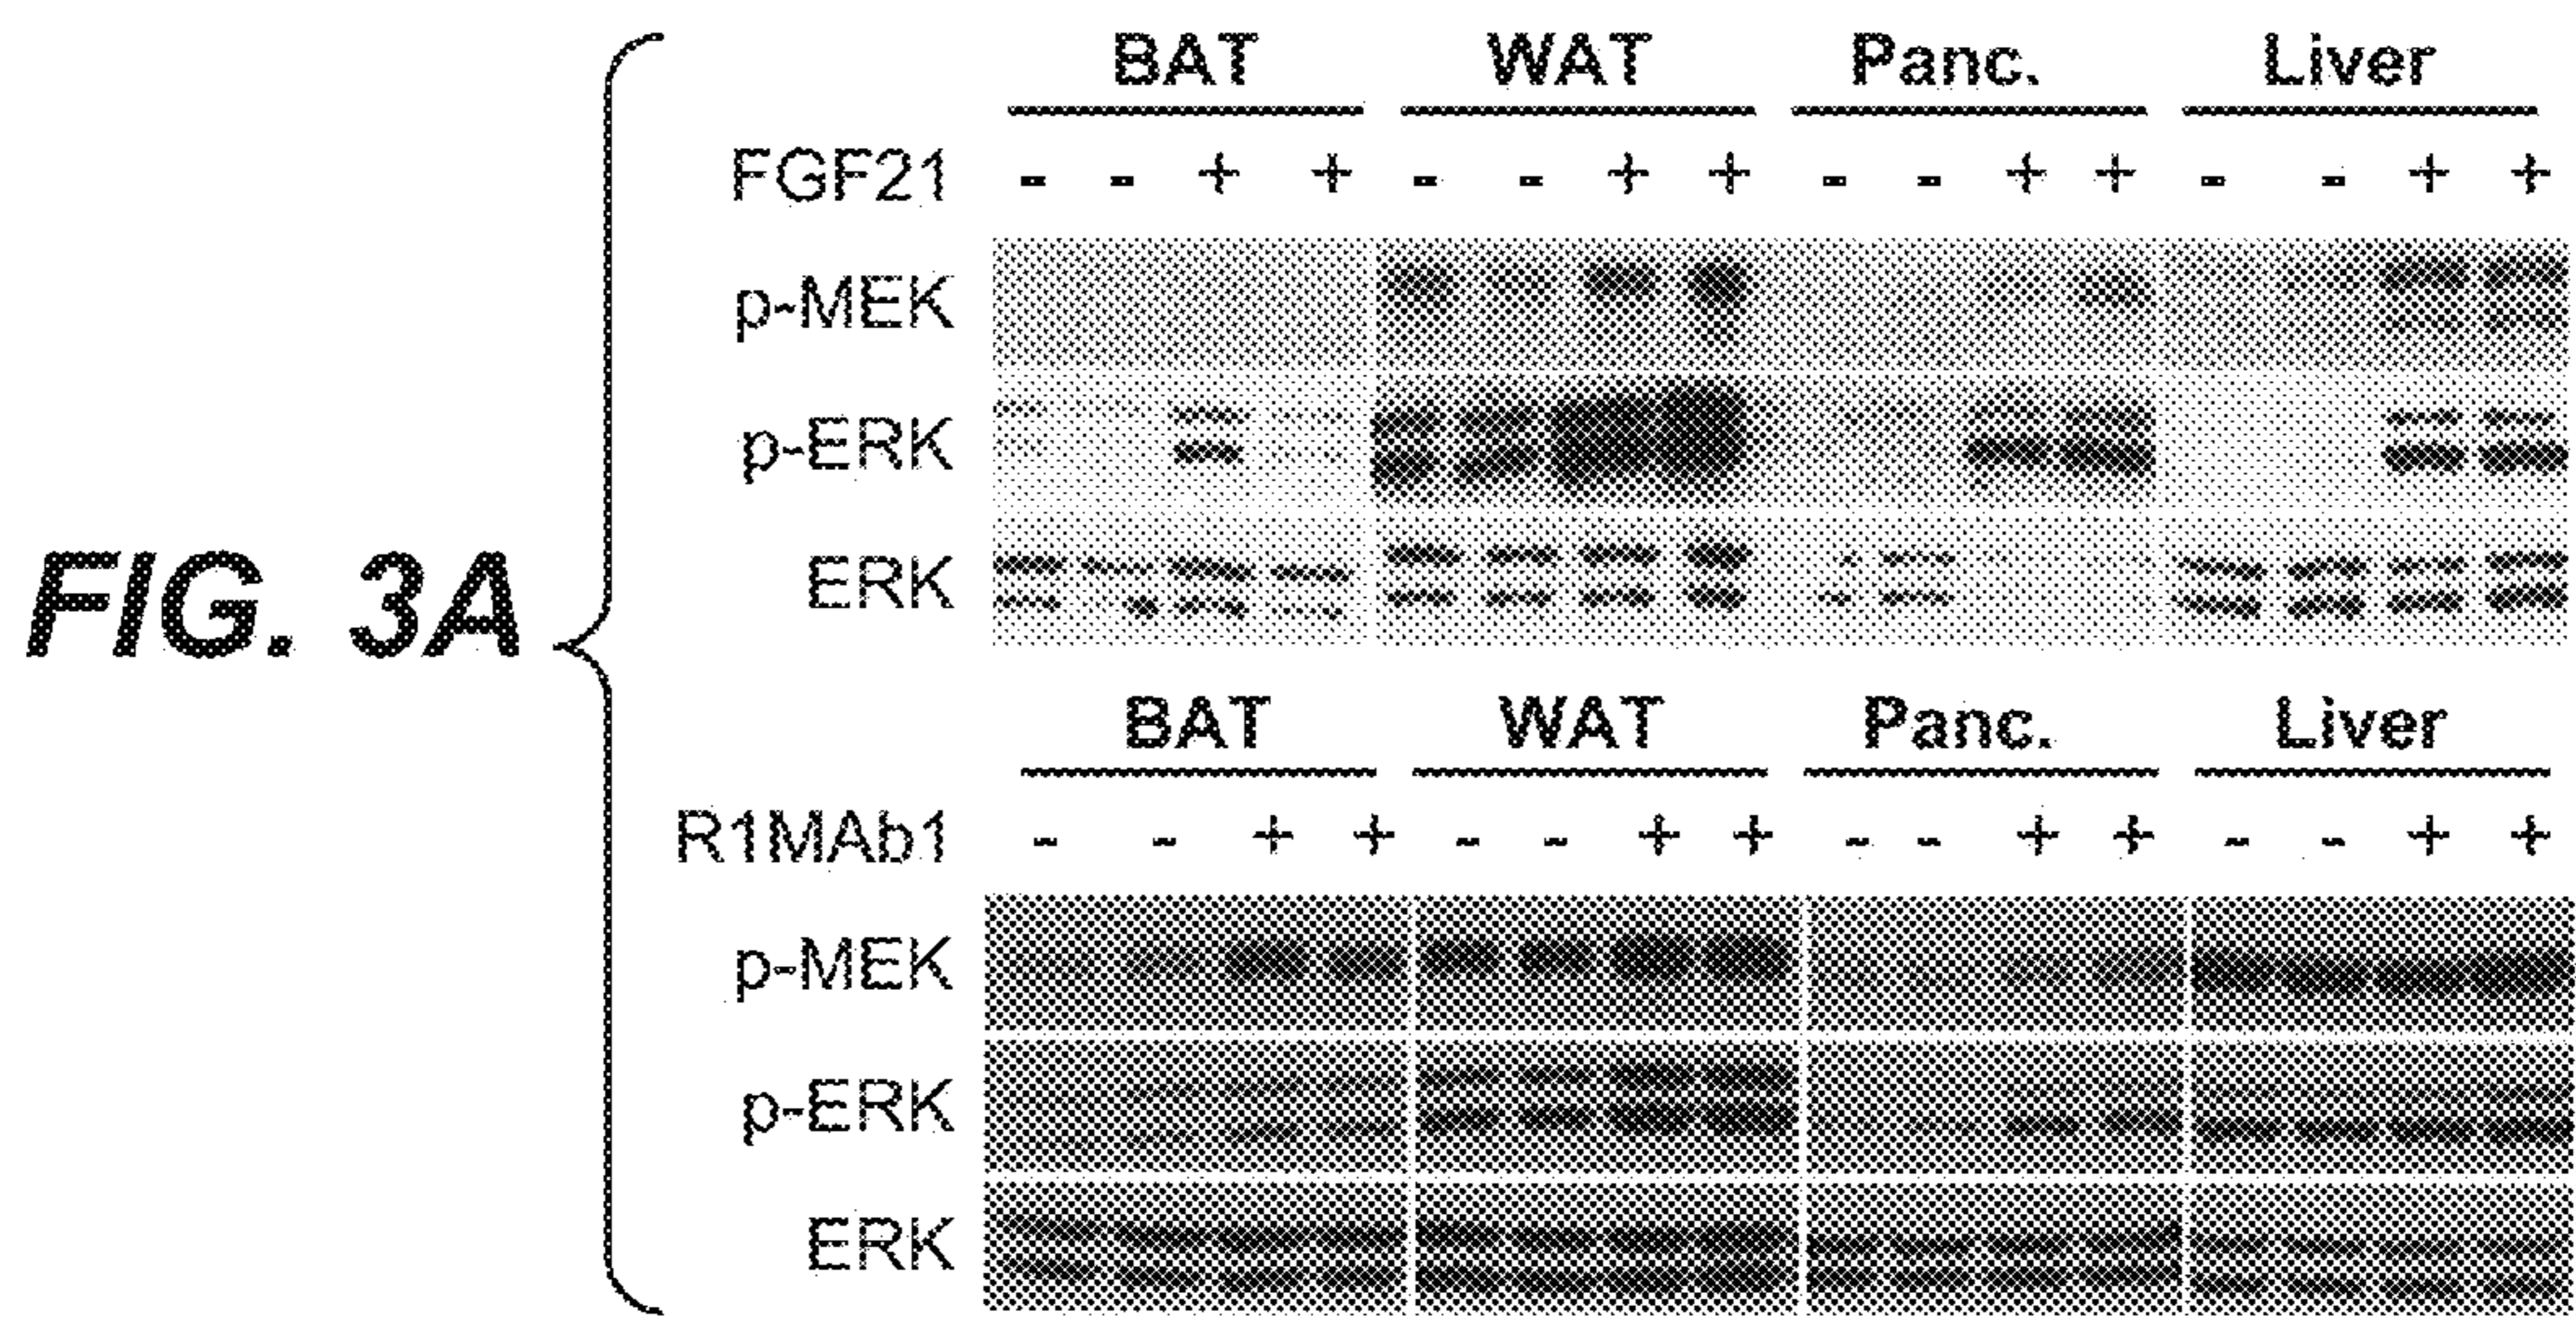 BAT WAT Panc. Liver
FGF21 - - + + - - + + - - + + - - + +
p-MEK
p-ERK
ERK
FIG. 3A
BAT WAT Panc. Liver
R1MAb1 - - + + - - + + - - + + - - + +
p-MEK
p-ERK
ERK